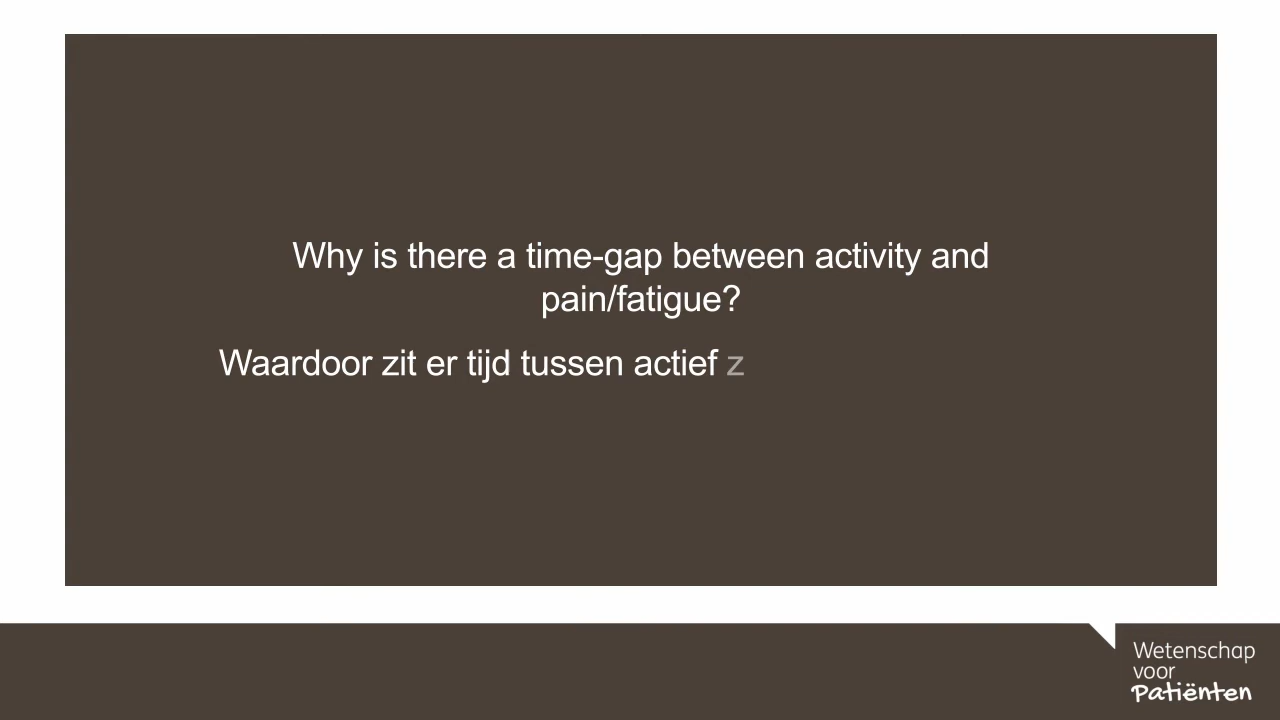 Why is there a time-gap between activity and
pain/fatigue?
Waardoor zit er tijd tussen actief z
Wetenschap
voor
Patiënten